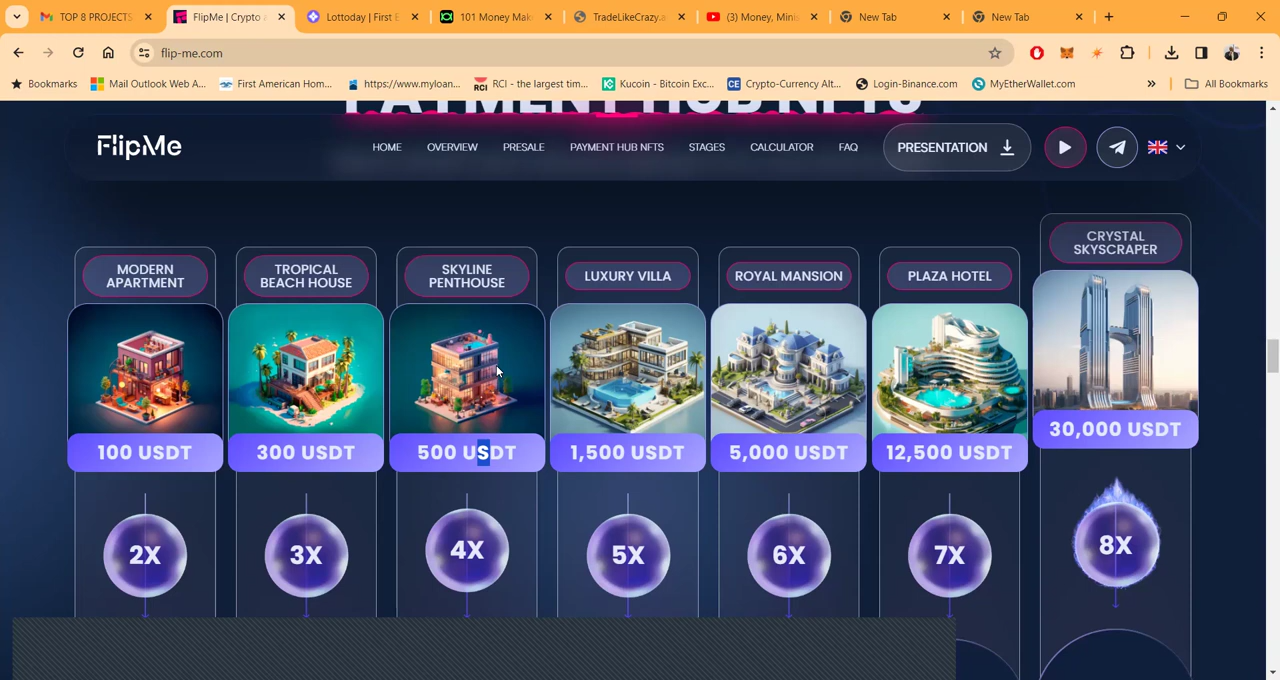 TOP 8 PROJECTS
FlipMe | Crypto
Lottoday | First
101 Money Mak
TradeLikeCrazy.
(3) Money, Minis
New Tab
New Tab
flip-me.com
Bookmarks
Mail Outlook Web A...
First American Hom...
https://www.myloan...
RCI - the largest tim...
Kucoin - Bitcoin Exc...
Crypto-Currency Alt...
Login-Binance.com
MyEtherWallet.com
All Bookmarks
PAYMENT HUB NFTS
FlipMe
HOME
OVERVIEW
PRESALE
PAYMENT HUB NFTS
STAGES
CALCULATOR
FAQ
PRESENTATION
MODERN
APARTMENT
100 USDT
2X
TROPICAL
BEACH HOUSE
300 USDT
3X
SKYLINE
PENTHOUSE
500 USDT
4X
LUXURY VILLA
1,500 USDT
5X
ROYAL MANSION
5,000 USDT
6X
PLAZA HOTEL
12,500 USDT
7X
CRYSTAL
SKYSCRAPER
30,000 USDT
8X